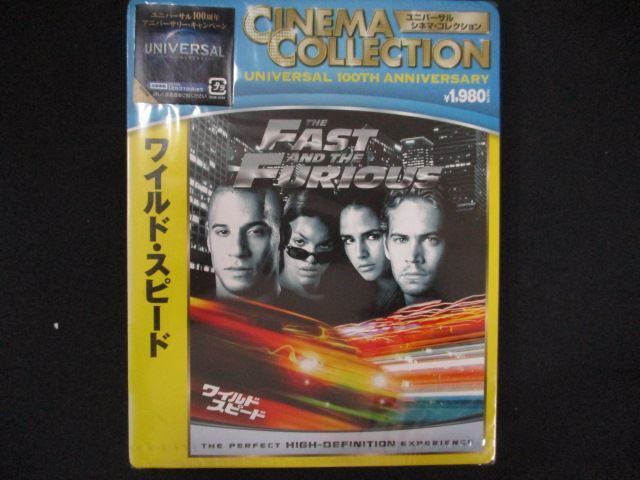 ユニバーサル100周年
アニバーサリー・キャンペーン
UNIVERSAL
CINEMA
COLLECTION
ユニバーサル
シネマ・コレクション
UNIVERSAL 100TH ANNIVERSARY
¥1,980
ワイルド・スピード
THE
FAST
AND THE
FURIOUS
ワイルド
スピード
THE PERFECT HIGH-DEFINITION EXPERIENCE